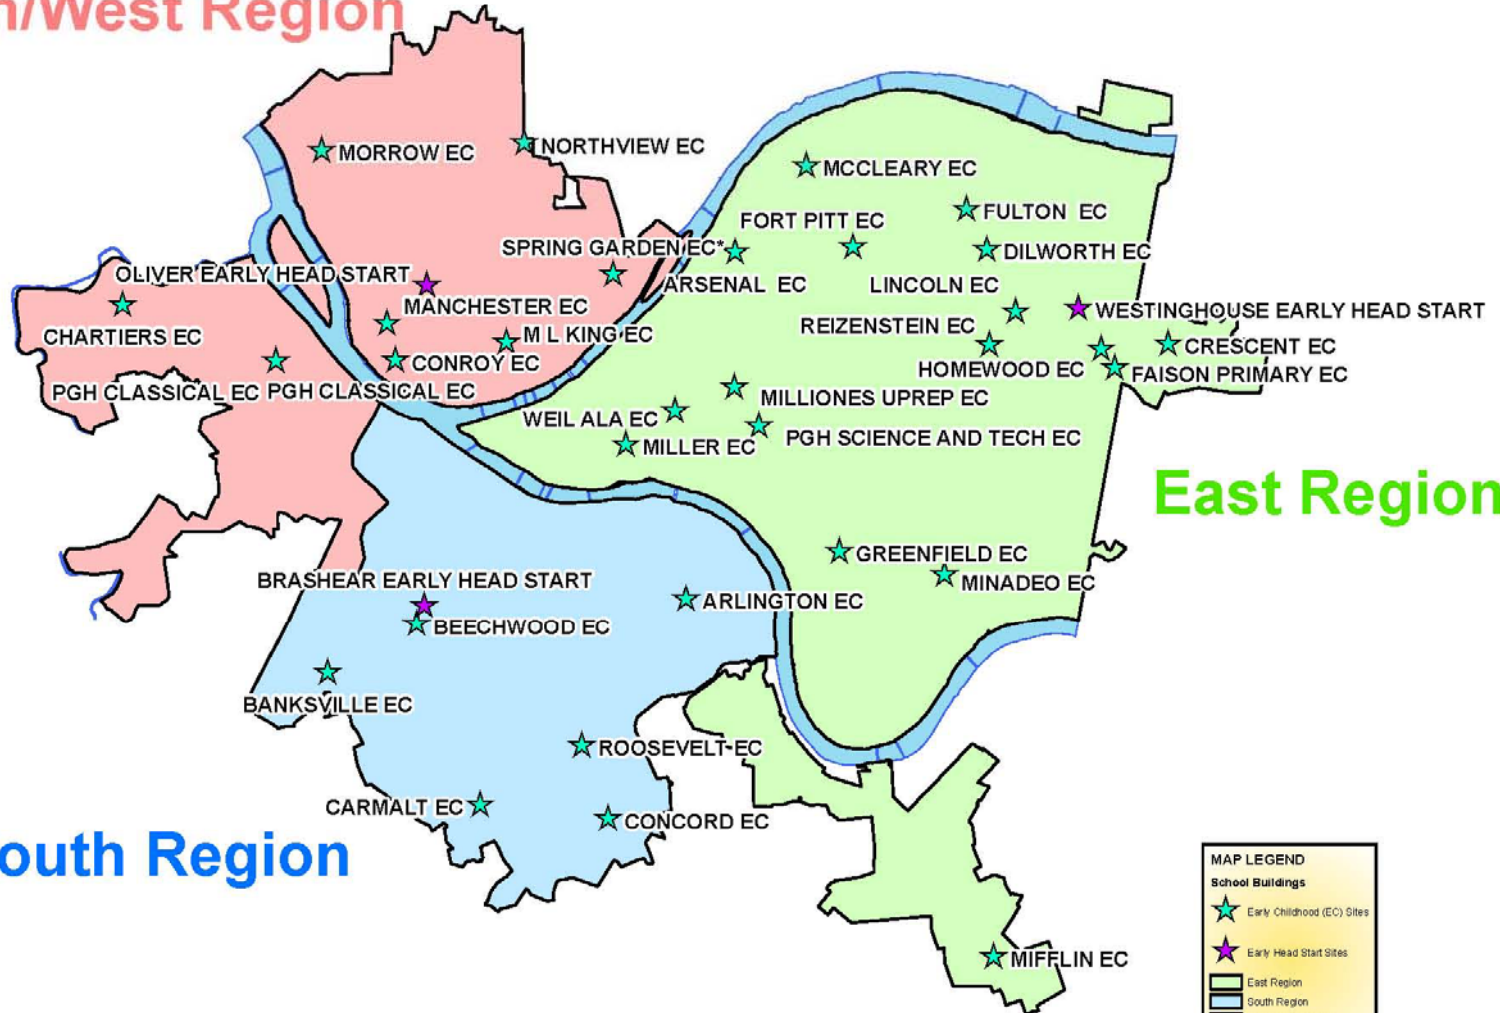 n/West Region
MORROW EC
NORTHVIEW EC
MCCLEARY EC
FULTON EC
FORT PITT EC
SPRING GARDEN EC*
DILWORTH EC
OLIVER EARLY HEAD START
ARSENAL EC
LINCOLN EC
MANCHESTER EC
WESTINGHOUSE EARLY HEAD START
CHARTIERS EC
M L KING EC
REIZENSTEIN EC
CRESCENT EC
CONROY EC
HOMEWOOD EC
FAISON PRIMARY EC
PGH CLASSICAL EC
PGH CLASSICAL EC
MILLIONES UPREP EC
WEIL ALA EC
PGH SCIENCE AND TECH EC
MILLER EC
East Region
GREENFIELD EC
MINADEO EC
BRASHEAR EARLY HEAD START
ARLINGTON EC
BEECHWOOD EC
BANKSVILLE EC
ROOSEVELT EC
CARMALT EC
CONCORD EC
outh Region
MIFFLIN EC
MAP LEGEND
School Buildings
Early Childhood (EC) Sites
Early Head Start Sites
East Region
South Region